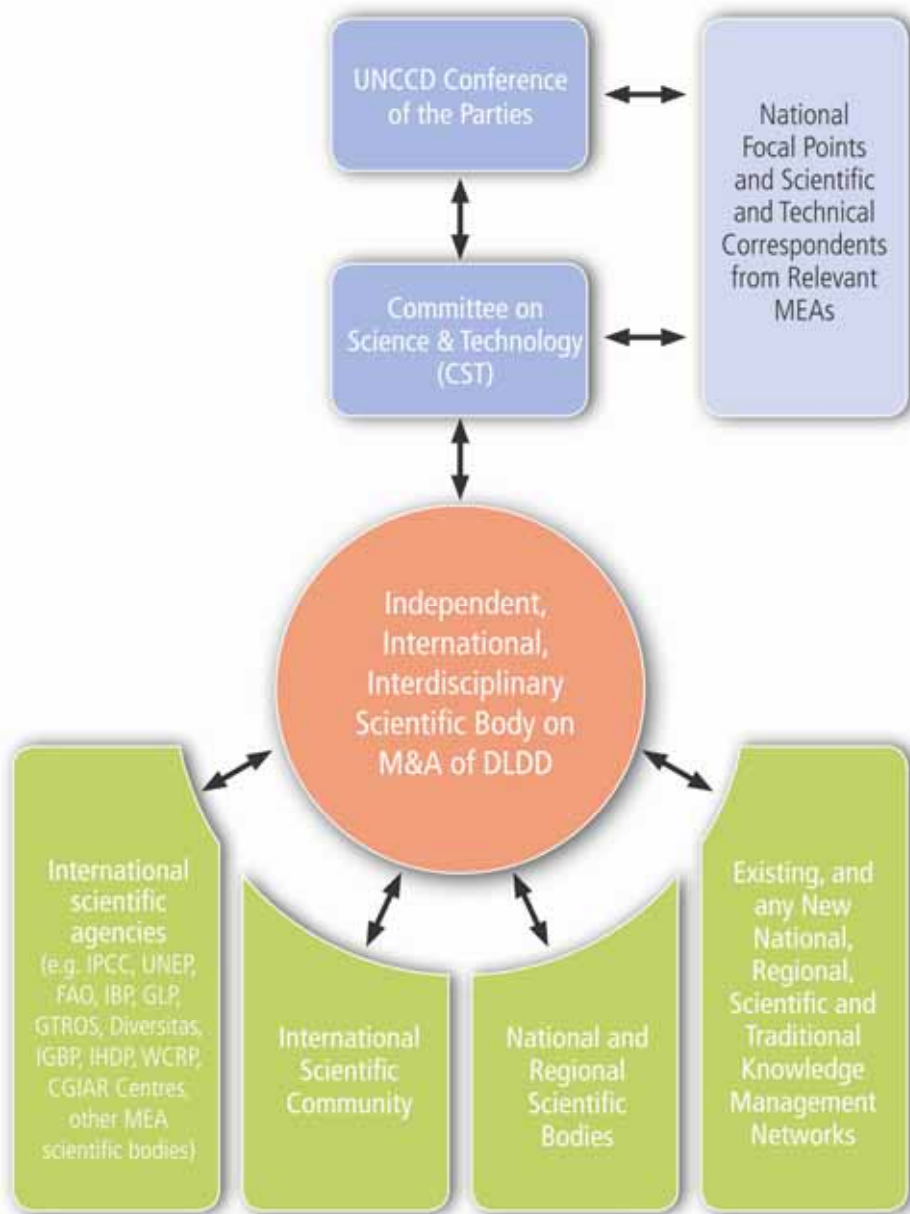 UNCCD Conference
of the Parties
National
Focal Points
and Scientific
and Technical
Correspondents
from Relevant
MEAs
Committee on
Science & Technology
(CST)
Independent,
International,
Interdisciplinary
Scientific Body on
M&A of DLDD
International
scientific
agencies
(e.g. IPCC, UNEP,
FAO, IBP, GLP,
GTROS, Diversitas,
IGBP, IHDP, WCRP,
CGIAR Centres,
other MEA
scientific bodies)
International
Scientific
Community
National and
Regional
Scientific
Bodies
Existing, and
any New
National,
Regional,
Scientific and
Traditional
Knowledge
Management
Networks